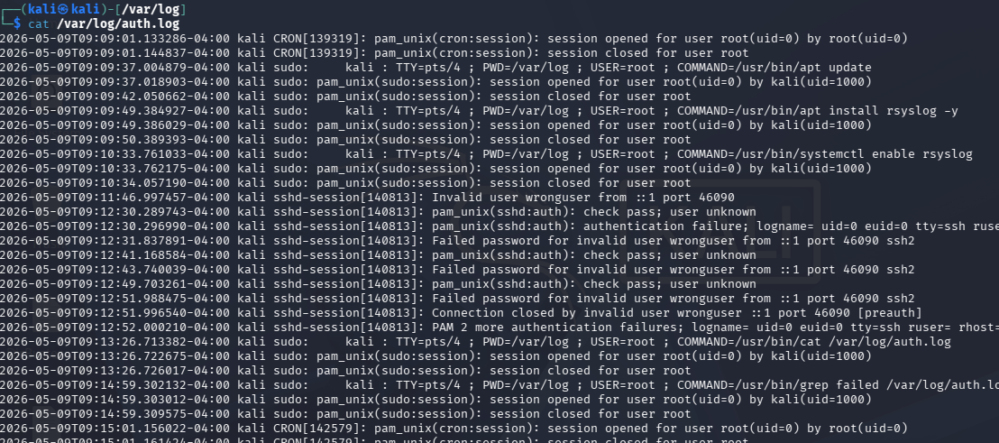 ┌──(kali㉿kali)-[/var/log]
└─$ cat /var/log/auth.log
2026-05-09T09:09:01.133286-04:00 kali CRON[139319]: pam_unix(cron:session): session opened for user root(uid=0) by root(uid=0)
2026-05-09T09:09:01.144837-04:00 kali CRON[139319]: pam_unix(cron:session): session closed for user root
2026-05-09T09:09:37.004879-04:00 kali sudo:     kali : TTY=pts/4 ; PWD=/var/log ; USER=root ; COMMAND=/usr/bin/apt update
2026-05-09T09:09:37.018903-04:00 kali sudo: pam_unix(sudo:session): session opened for user root(uid=0) by kali(uid=1000)
2026-05-09T09:09:42.050662-04:00 kali sudo: pam_unix(sudo:session): session closed for user root
2026-05-09T09:09:49.384927-04:00 kali sudo:     kali : TTY=pts/4 ; PWD=/var/log ; USER=root ; COMMAND=/usr/bin/apt install rsyslog -y
2026-05-09T09:09:49.386029-04:00 kali sudo: pam_unix(sudo:session): session opened for user root(uid=0) by kali(uid=1000)
2026-05-09T09:09:50.389393-04:00 kali sudo: pam_unix(sudo:session): session closed for user root
2026-05-09T09:10:33.761033-04:00 kali sudo:     kali : TTY=pts/4 ; PWD=/var/log ; USER=root ; COMMAND=/usr/bin/systemctl enable rsyslog
2026-05-09T09:10:33.762175-04:00 kali sudo: pam_unix(sudo:session): session opened for user root(uid=0) by kali(uid=1000)
2026-05-09T09:10:34.057190-04:00 kali sudo: pam_unix(sudo:session): session closed for user root
2026-05-09T09:11:46.997457-04:00 kali sshd-session[140813]: Invalid user wronguser from ::1 port 46090
2026-05-09T09:12:30.289743-04:00 kali sshd-session[140813]: pam_unix(sshd:auth): check pass; user unknown
2026-05-09T09:12:30.296990-04:00 kali sshd-session[140813]: pam_unix(sshd:auth): authentication failure; logname= uid=0 euid=0 tty=ssh ruse
2026-05-09T09:12:31.837891-04:00 kali sshd-session[140813]: Failed password for invalid user wronguser from ::1 port 46090 ssh2
2026-05-09T09:12:41.168584-04:00 kali sshd-session[140813]: pam_unix(sshd:auth): check pass; user unknown
2026-05-09T09:12:43.740039-04:00 kali sshd-session[140813]: Failed password for invalid user wronguser from ::1 port 46090 ssh2
2026-05-09T09:12:49.703261-04:00 kali sshd-session[140813]: pam_unix(sshd:auth): check pass; user unknown
2026-05-09T09:12:51.988475-04:00 kali sshd-session[140813]: Failed password for invalid user wronguser from ::1 port 46090 ssh2
2026-05-09T09:12:51.996540-04:00 kali sshd-session[140813]: Connection closed by invalid user wronguser ::1 port 46090 [preauth]
2026-05-09T09:12:52.000210-04:00 kali sshd-session[140813]: PAM 2 more authentication failures; logname= uid=0 euid=0 tty=ssh ruser= rhost=
2026-05-09T09:13:26.713382-04:00 kali sudo:     kali : TTY=pts/4 ; PWD=/var/log ; USER=root ; COMMAND=/usr/bin/cat /var/log/auth.log
2026-05-09T09:13:26.722675-04:00 kali sudo: pam_unix(sudo:session): session opened for user root(uid=0) by kali(uid=1000)
2026-05-09T09:13:26.726017-04:00 kali sudo: pam_unix(sudo:session): session closed for user root
2026-05-09T09:14:59.302132-04:00 kali sudo:     kali : TTY=pts/4 ; PWD=/var/log ; USER=root ; COMMAND=/usr/bin/grep failed /var/log/auth.lo
2026-05-09T09:14:59.303012-04:00 kali sudo: pam_unix(sudo:session): session opened for user root(uid=0) by kali(uid=1000)
2026-05-09T09:14:59.309575-04:00 kali sudo: pam_unix(sudo:session): session closed for user root
2026-05-09T09:15:01.156022-04:00 kali CRON[142579]: pam_unix(cron:session): session opened for user root(uid=0) by root(uid=0)
2026-05-09T09:15:01.161424-04:00 kali CRON[142579]: pam_unix(cron:session): session closed for user root